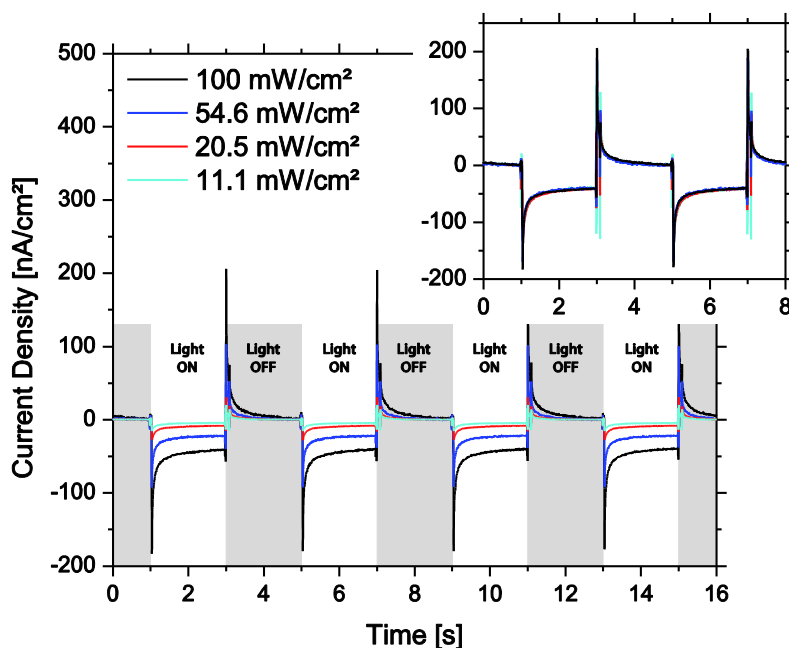 200
100
0
-100
-200
0 2 4 6 8
500
400
300
200
100
0
-100
-200
100 mW/cm²
54.6 mW/cm²
20.5 mW/cm²
11.1 mW/cm²
Light Light Light Light Light Light Light
ON OFF ON OFF ON OFF ON
0 2 4 6 8 10 12 14 16
Current Density [nA/cm²]
Time [s]